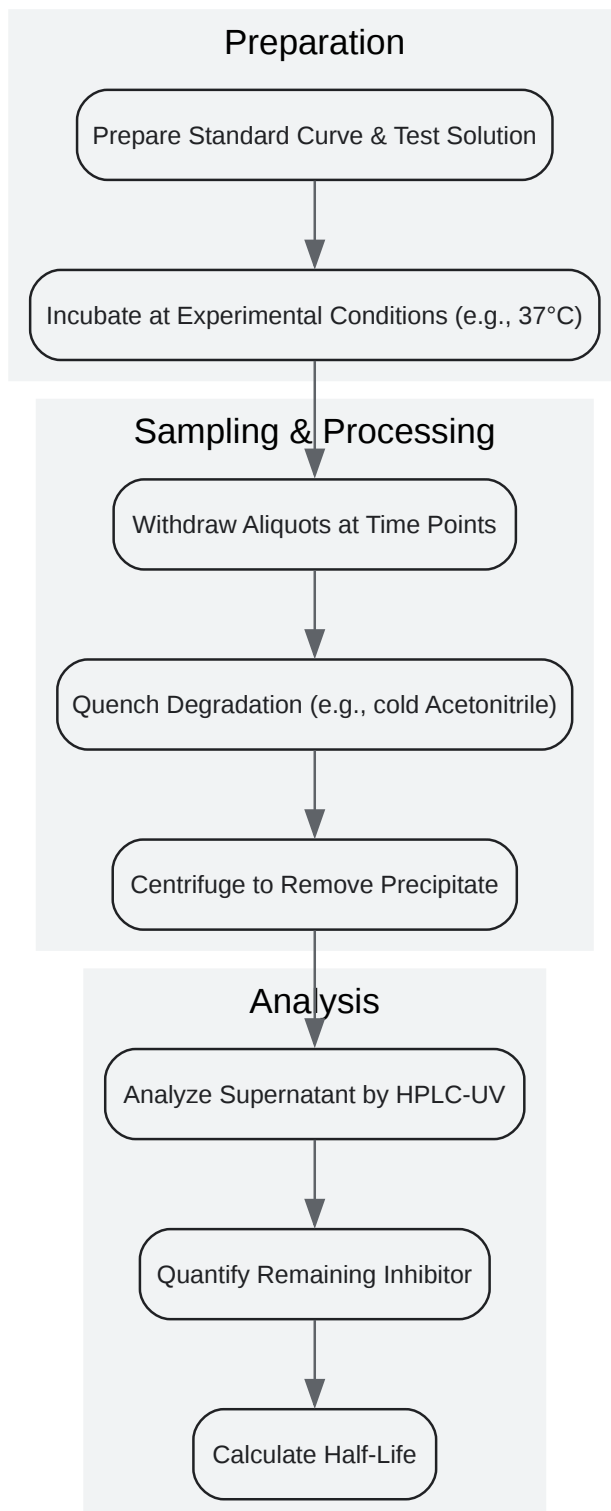 Preparation
Prepare Standard Curve & Test Solution
Incubate at Experimental Conditions (e.g., 37°C)
Sampling & Processing
Withdraw Aliquots at Time Points
Quench Degradation (e.g., cold Acetonitrile)
Centrifuge to Remove Precipitate
Analysis
Analyze Supernatant by HPLC-UV
Quantify Remaining Inhibitor
Calculate Half-Life